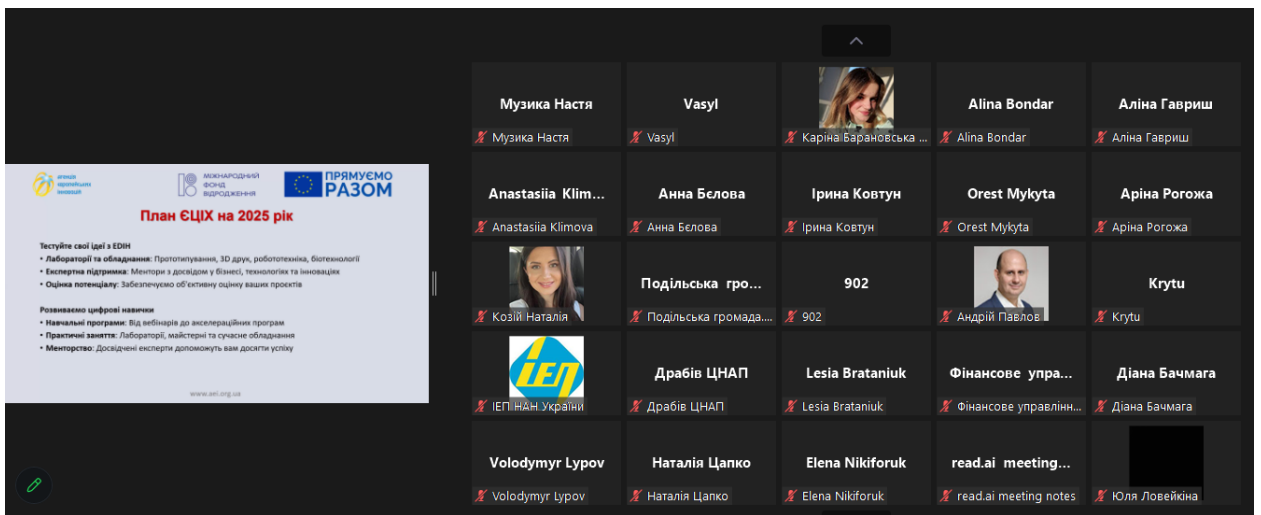 агенція
європейських
інновацій
МІЖНАРОДНИЙ
ФОНД
ВІДРОДЖЕННЯ
ПРЯМУЄМО
РАЗОМ
План ЄЦІХ на 2025 рік
Тестуйте свої ідеї з EDIH
• Лабораторії та обладнання: Прототипування, 3D друк, робототехніка, біотехнології
• Експертна підтримка: Ментори з досвідом у бізнесі, технологіях та інноваціях
• Оцінка потенціалу: Забезпечуємо об'єктивну оцінку ваших проєктів
Розвиваємо цифрові навички
• Навчальні програми: Від вебінарів до акселераційних програм
• Практичні заняття: Лабораторії, майстерні та сучасне обладнання
• Менторство: Досвідчені експерти допоможуть вам досягти успіху
www.aei.org.ua
Музика Настя
Vasyl
Alina Bondar
Аліна Гавриш
Музика Настя
Vasyl
Каріна Барановська ...
Alina Bondar
Аліна Гавриш
Anastasiia Klim...
Анна Бєлова
Ірина Ковтун
Orest Mykyta
Аріна Рогожа
Anastasiia Klimova
Анна Бєлова
Ірина Ковтун
Orest Mykyta
Аріна Рогожа
Подільська гро...
902
Krytu
Козій Наталія
Подільська громада....
902
Андрій Павлов
Krytu
ІЕП
Драбів ЦНАП
Lesia Brataniuk
Фінансове упра...
Діана Бачмага
ІЕП НАН України
Драбів ЦНАП
Lesia Brataniuk
Фінансове управлінн...
Діана Бачмага
Volodymyr Lypov
Наталія Цапко
Elena Nikiforuk
read.ai meeting...
Volodymyr Lypov
Наталія Цапко
Elena Nikiforuk
read.ai meeting notes
Юля Ловейкіна